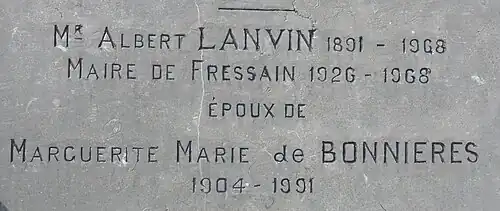 Mr Albert LANVIN 1891 - 1968
Maire de Fressain 1926 - 1968
époux de
Marguerite Marie de BONNIERES
1904 - 1991